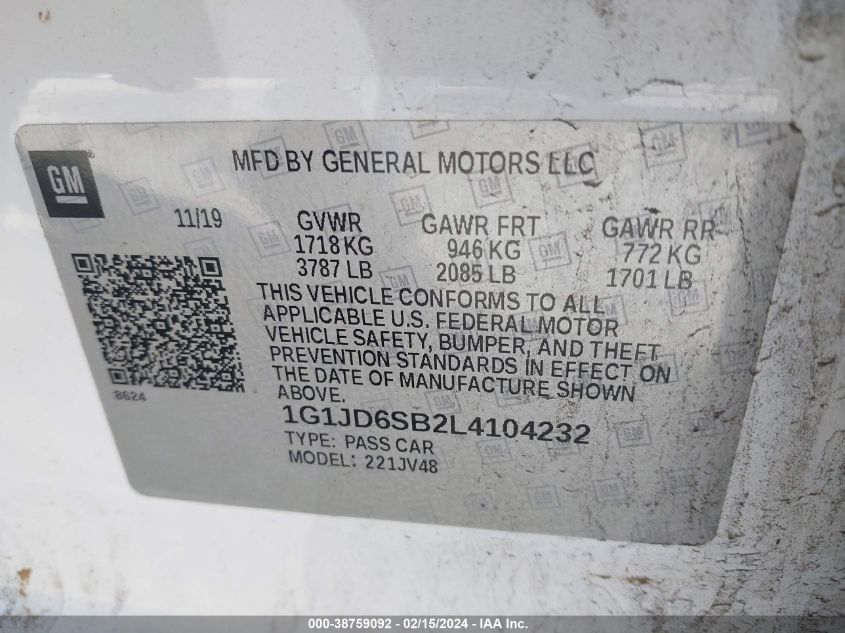 MFD BY GENERAL MOTORS LLC
GM
11/19 GVWR GAWR FRT GAWR RR
1718 KG 946 KG 772 KG
3787 LB 2085 LB 1701 LB
THIS VEHICLE CONFORMS TO ALL
APPLICABLE U.S. FEDERAL MOTOR
VEHICLE SAFETY, BUMPER, AND THEFT
PREVENTION STANDARDS IN EFFECT ON
THE DATE OF MANUFACTURE SHOWN
ABOVE.
8624
1G1JD6SB2L4104232
TYPE: PASS CAR
MODEL: 221JV48
000-38759092 - 02/15/2024 - IAA Inc.